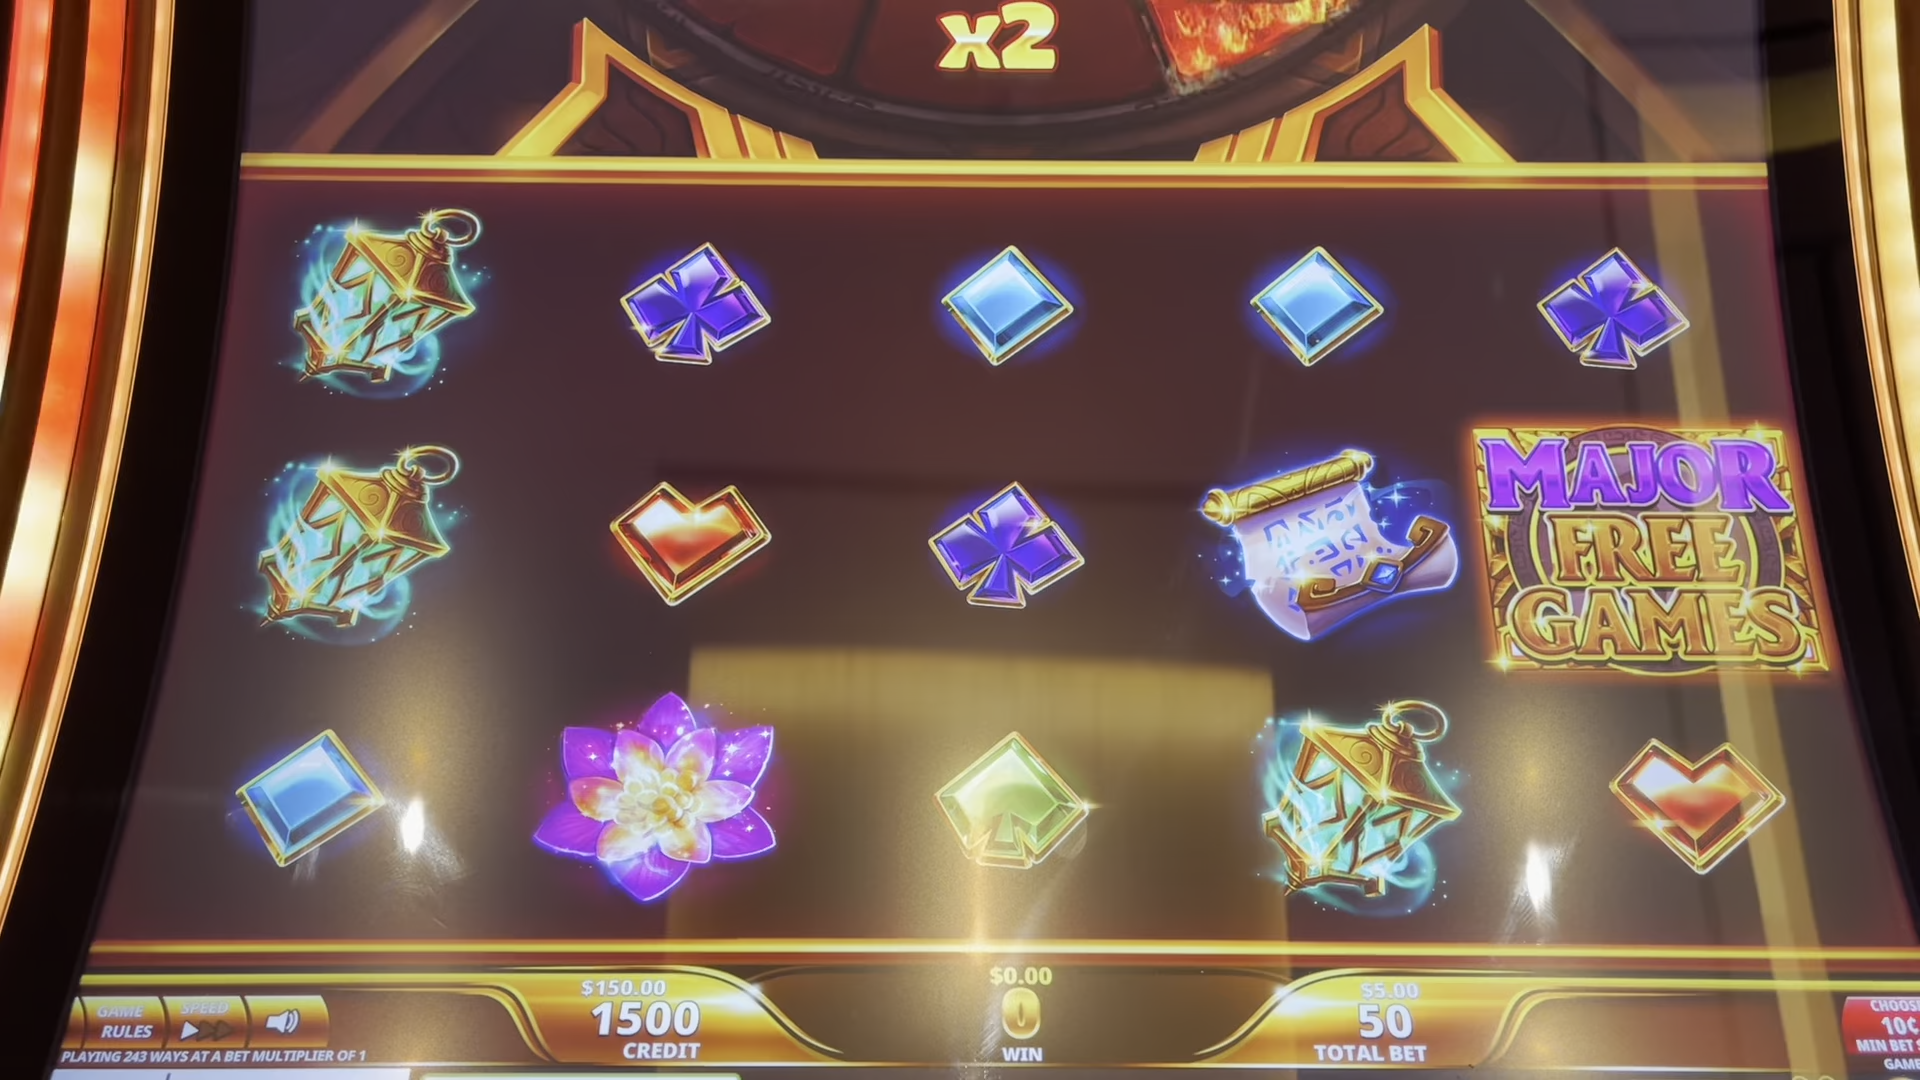 x2
MAJOR
FREE
GAMES
$150.00
1500
CREDIT
$0.00
0
WIN
$5.00
50
TOTAL BET
GAME
RULES
SPEED
PLAYING 243 WAYS AT A BET MULTIPLIER OF 1
10¢
MIN BET